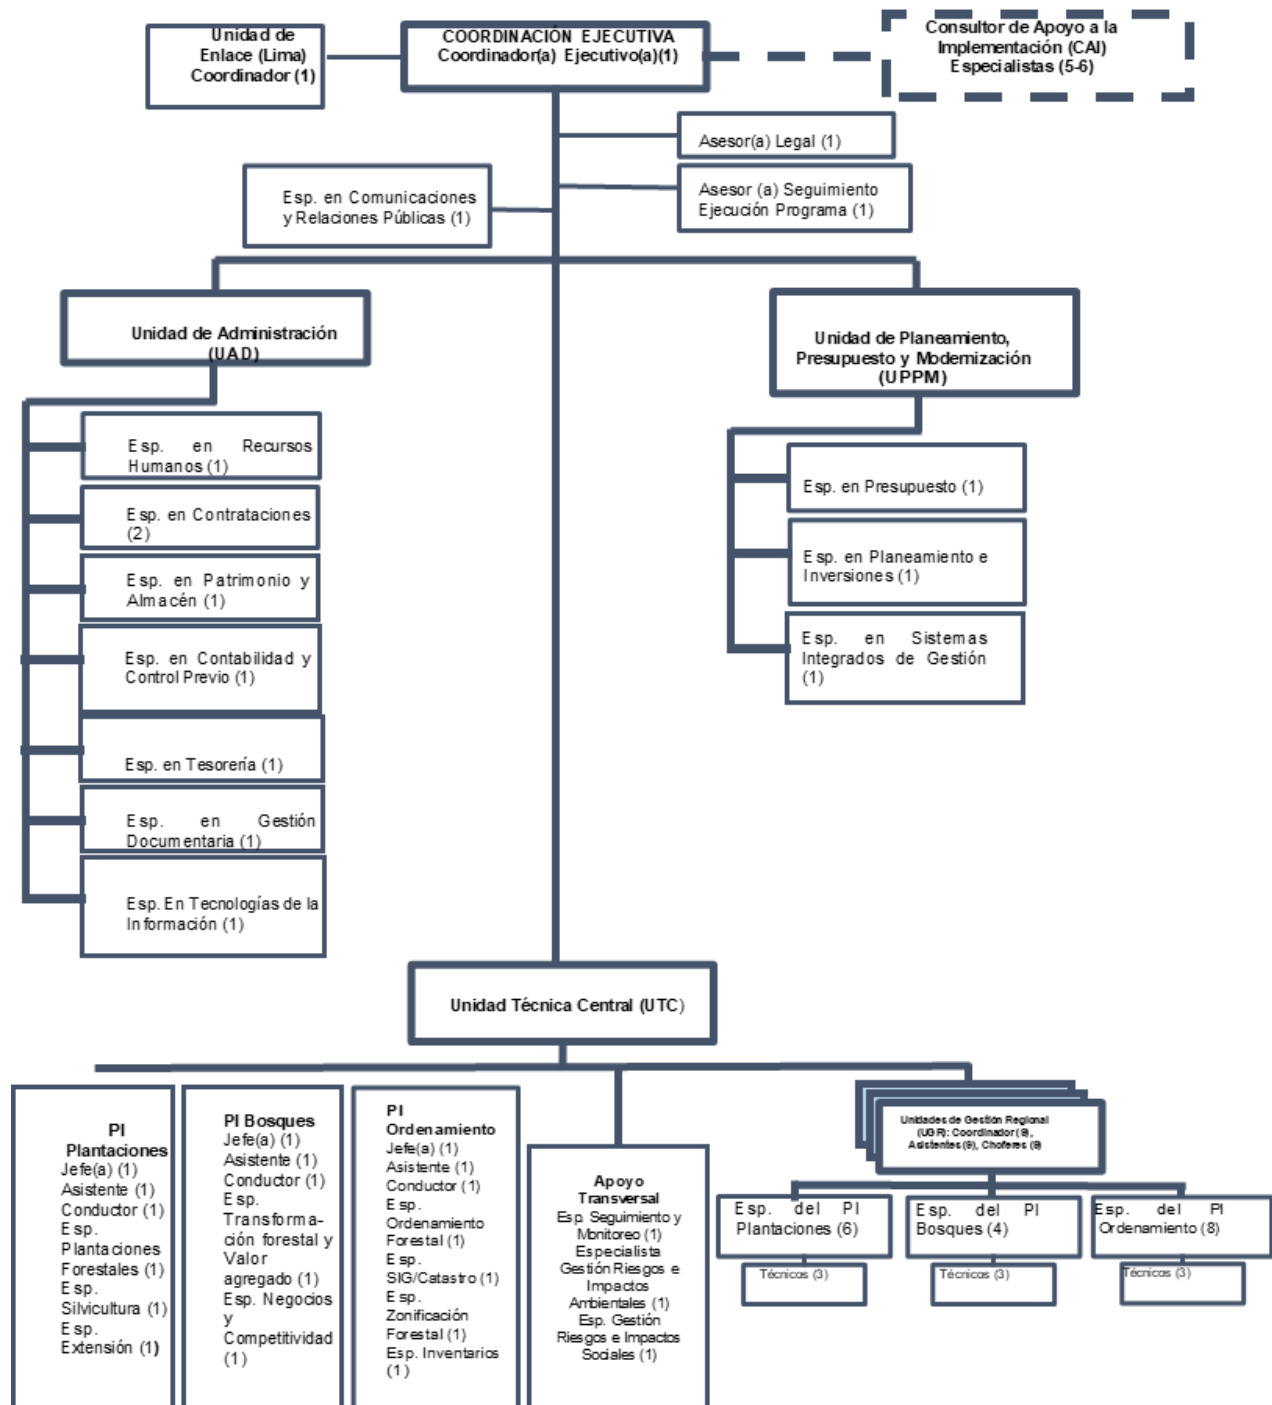 Unidad de
Enlace (Lima)
Coordinador (1)
COORDINACIÓN EJECUTIVA
Coordinador(a) Ejecutivo(a)(1)
Consultor de Apoyo a la
Implementación (CAI)
Especialistas (5-6)
Asesor(a) Legal (1)
Esp. en Comunicaciones
y Relaciones Públicas (1)
Asesor (a) Seguimiento
Ejecución Programa (1)
Unidad de Administración
(UAD)
Unidad de Planeamiento,
Presupuesto y Modernización
(UPPM)
Esp. en Recursos
Humanos (1)
Esp. en Contrataciones
(2)
Esp. en Patrimonio y
Almacén (1)
Esp. en Contabilidad y
Control Previo (1)
Esp. en Tesorería (1)
Esp. en Gestión
Documentaria (1)
Esp. En Tecnologías de la
Información (1)
Esp. en Presupuesto (1)
Esp. en Planeamiento e
Inversiones (1)
Esp. en Sistemas
Integrados de Gestión
(1)
Unidad Técnica Central (UTC)
PI
Plantaciones
Jefe(a) (1)
Asistente (1)
Conductor (1)
Esp.
Plantaciones
Forestales (1)
Esp.
Silvicultura (1)
Esp.
Extensión (1)
PI Bosques
Jefe(a) (1)
Asistente (1)
Conductor (1)
Esp.
Transforma-
ción forestal y
Valor
agregado (1)
Esp. Negocios
y
Competitividad
(1)
PI
Ordenamiento
Jefe(a) (1)
Asistente (1)
Conductor (1)
Esp.
Ordenamiento
Forestal (1)
Esp.
SIG/Catastro (1)
Esp.
Zonificación
Forestal (1)
Esp. Inventarios
(1)
Apoyo
Transversal
Esp. Seguimiento y
Monitoreo (1)
Especialista
Gestión Riesgos e
Impactos
Ambientales (1)
Esp. Gestión
Riesgos e Impactos
Sociales (1)
Unidades de Gestión Regional
(UGR): Coordinador (9),
Asistentes (9), Choferes (9)
Esp. del PI
Plantaciones (6)
Esp. del PI
Bosques (4)
Esp. del PI
Ordenamiento (8)
Técnicos (3)
Técnicos (3)
Técnicos (3)